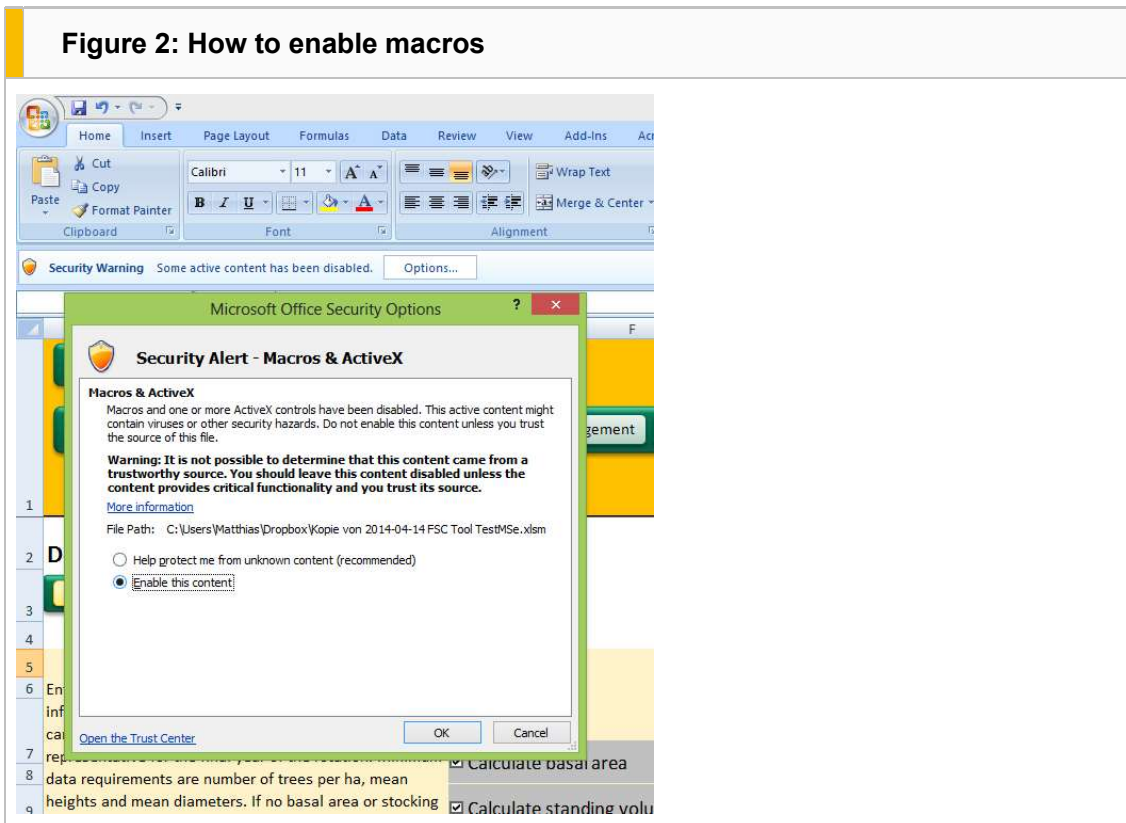 Figure 2: How to enable macros
Home Insert Page Layout Formulas Data Review View Add-Ins Acr
Cut
Copy
Paste
Format Painter
Calibri 11 A A
B I U A
Wrap Text
Merge & Center
Clipboard Font Alignment
Security Warning Some active content has been disabled. Options...
Microsoft Office Security Options ? ×
F
Security Alert - Macros & ActiveX
Macros & ActiveX
Macros and one or more ActiveX controls have been disabled. This active content might
contain viruses or other security hazards. Do not enable this content unless you trust
the source of this file.
gement
Warning: It is not possible to determine that this content came from a
trustworthy source. You should leave this content disabled unless the
content provides critical functionality and you trust its source.
1
More information
File Path: C:\Users\Matthias\Dropbox\Kopie von 2014-04-14 FSC Tool TestMSe.xlsm
2 D
Help protect me from unknown content (recommended)
Enable this content
3
4
5
6 En
inf
ca
Open the Trust Center OK Cancel
7
8 data requirements are number of trees per ha, mean
Calculate basal area
9 heights and mean diameters. If no basal area or stocking
Calculate standing volu